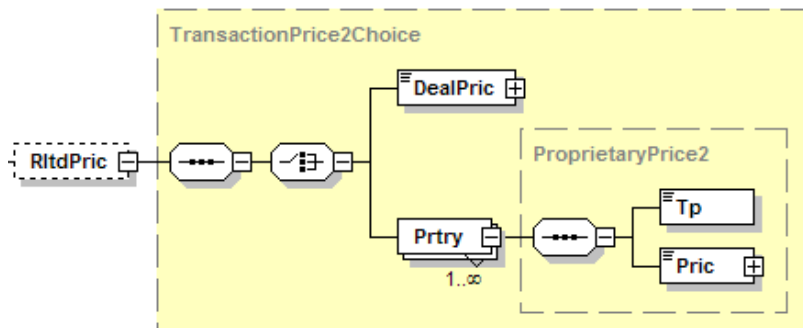 TransactionPrice2Choice
DealPric
RltdPric
ProprietaryPrice2
Tp
Prtry
Pric
1..∞